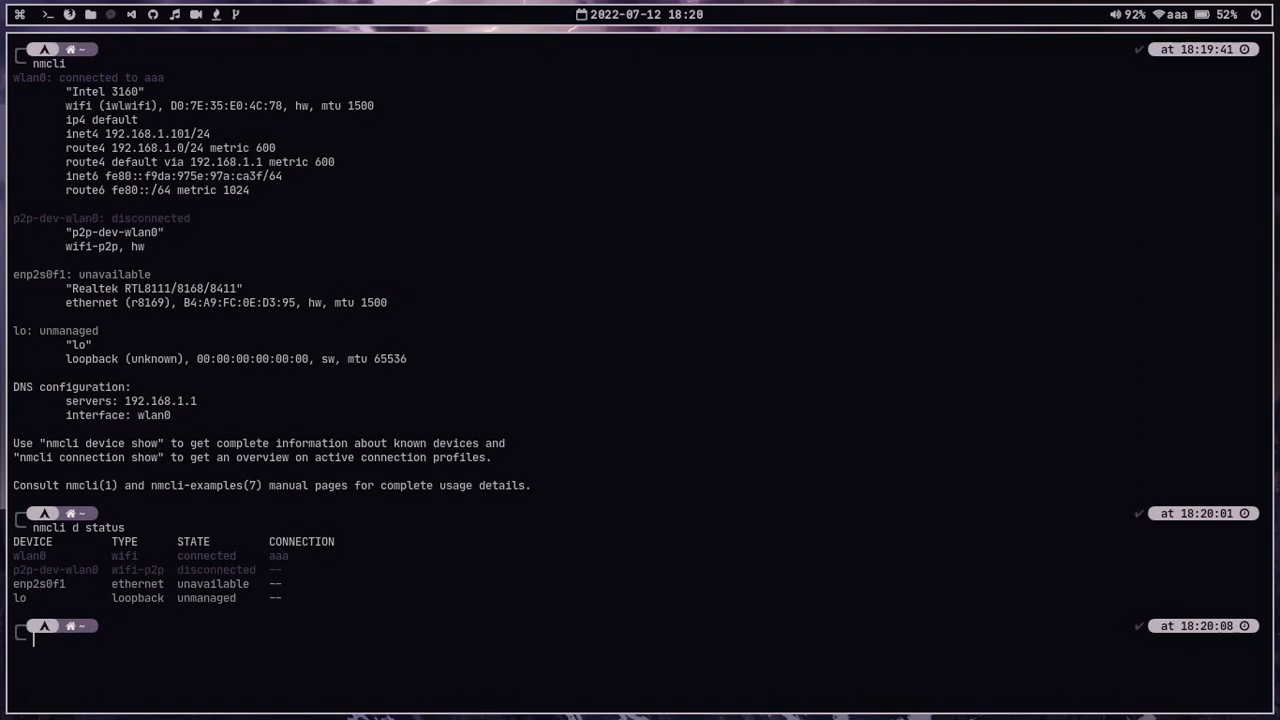 2022-07-12 18:20
92% aaa 52%
~ at 18:19:41
nmcli
wlan0: connected to aaa
"Intel 3160"
wifi (iwlwifi), D0:7E:35:E0:4C:78, hw, mtu 1500
ip4 default
inet4 192.168.1.101/24
route4 192.168.1.0/24 metric 600
route4 default via 192.168.1.1 metric 600
inet6 fe80::f9da:975e:97a:ca3f/64
route6 fe80::/64 metric 1024
p2p-dev-wlan0: disconnected
"p2p-dev-wlan0"
wifi-p2p, hw
enp2s0f1: unavailable
"Realtek RTL8111/8168/8411"
ethernet (r8169), B4:A9:FC:0E:D3:95, hw, mtu 1500
lo: unmanaged
"lo"
loopback (unknown), 00:00:00:00:00:00, sw, mtu 65536
DNS configuration:
servers: 192.168.1.1
interface: wlan0
Use "nmcli device show" to get complete information about known devices and
"nmcli connection show" to get an overview on active connection profiles.
Consult nmcli(1) and nmcli-examples(7) manual pages for complete usage details.
~ at 18:20:01
nmcli d status
DEVICE TYPE STATE CONNECTION
wlan0 wifi connected aaa
p2p-dev-wlan0 wifi-p2p disconnected --
enp2s0f1 ethernet unavailable --
lo loopback unmanaged --
~ at 18:20:08